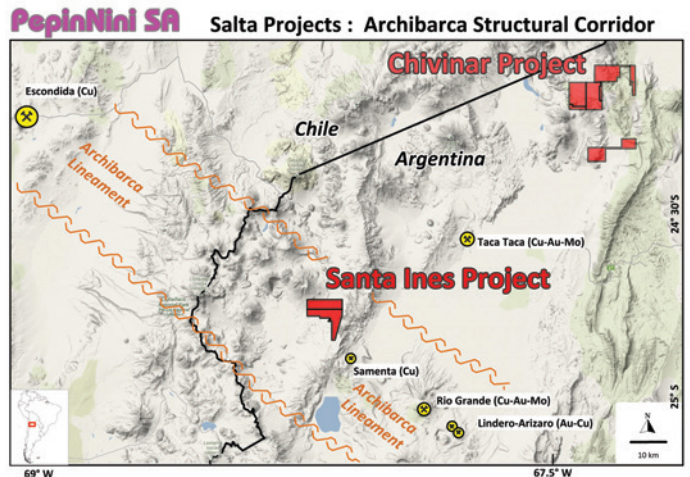 PepinNini SA
Salta Projects : Archibarca Structural Corridor
Chivinar Project
Escondida (Cu)
Chile
Argentina
Archibarca
Lineament
24° 30'S
Taca Taca (Cu-Au-Mo)
Santa Ines Project
Samenta (Cu)
Archibarca
Lineament
Rio Grande (Cu-Au-Mo)
Lindero-Arizaro (Au-Cu)
25° S
N
10 km
69° W
67.5° W